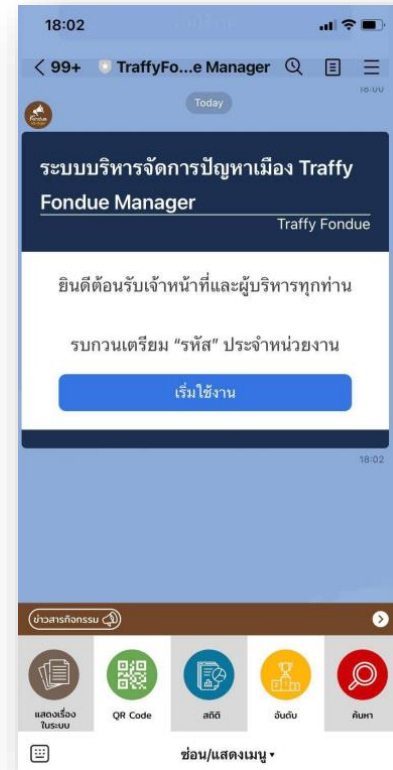 18:02
99+ TraffyFo...e Manager
18:00
Today
ระบบบริหารจัดการปัญหาเมือง Traffy
Fondue Manager
Traffy Fondue
ยินดีต้อนรับเจ้าหน้าที่และผู้บริหารทุกท่าน
รบกวนเตรียม “รหัส” ประจำหน่วยงาน
เริ่มใช้งาน
18:02
ข่าวสารกิจกรรม
แสดงเรื่อง
ในระบบ
QR Code
สถิติ
อันดับ
ค้นหา
ซ่อน/แสดงเมนู